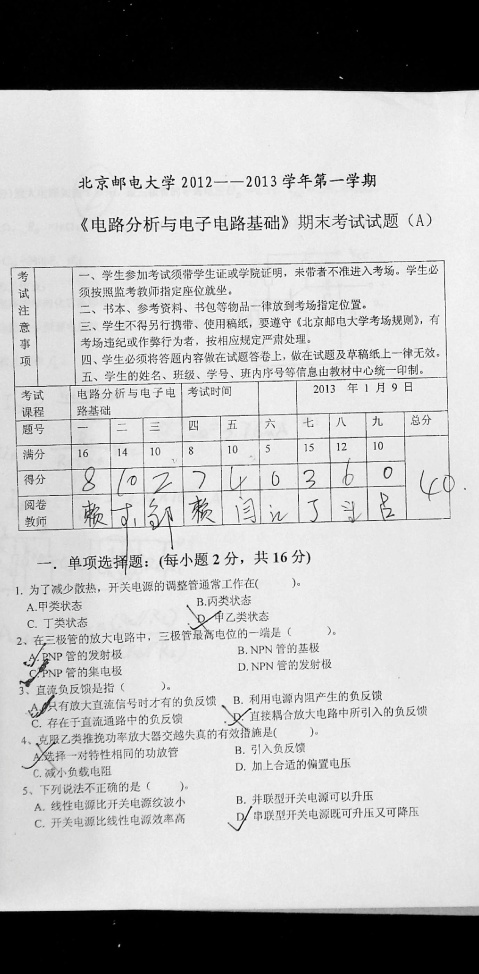 北京邮电大学 2012——2013 学年第一学期
《电路分析与电子电路基础》期末考试试题（A）
考试注意事项
一、学生参加考试须带学生证或学院证明，未带者不准进入考场。学生必
须按照监考教师指定座位就坐。
二、书本、参考资料、书包等物品一律放到考场指定位置。
三、学生不得另行携带、使用稿纸，要遵守《北京邮电大学考场规则》，有
考场违纪或作弊行为者，按相应规定严肃处理。
四、学生必须将答题内容做在试题答卷上，做在试题及草稿纸上一律无效。
五、学生的姓名、班级、学号、班内序号等信息由教材中心统一印制。
考试课程 电路分析与电子电路基础 考试时间 2013 年 1 月 9 日
题号 一 二 三 四 五 六 七 八 九 总分
满分 16 14 10 8 10 5 15 12 10
得分 8 10 2 7 4 0 3 6 0 40.
阅卷教师 赖 邹 赖 闫 丁
一．单项选择题：(每小题 2 分，共 16 分)
1. 为了减少散热，开关电源的调整管通常工作在( )。
A.甲类状态 B.丙类状态
C. 丁类状态 D. 甲乙类状态
2、在三极管的放大电路中，三极管最高电位的一端是（ ）。
A. PNP 管的发射极 B. NPN 管的基极
C. PNP 管的集电极 D. NPN 管的发射极
3、直流负反馈是指（ ）。
A. 只有放大直流信号时才有的负反馈 B. 利用电源内阻产生的负反馈
C. 存在于直流通路中的负反馈 D. 直接耦合放大电路中所引入的负反馈
4、克服乙类推挽功率放大器交越失真的有效措施是( )。
A.选择一对特性相同的功放管 B. 引入负反馈
C. 减小负载电阻 D. 加上合适的偏置电压
5、下列说法不正确的是（ ）。
A. 线性电源比开关电源纹波小 B. 并联型开关电源可以升压
C. 开关电源比线性电源效率高 D. 串联型开关电源既可升压又可降压